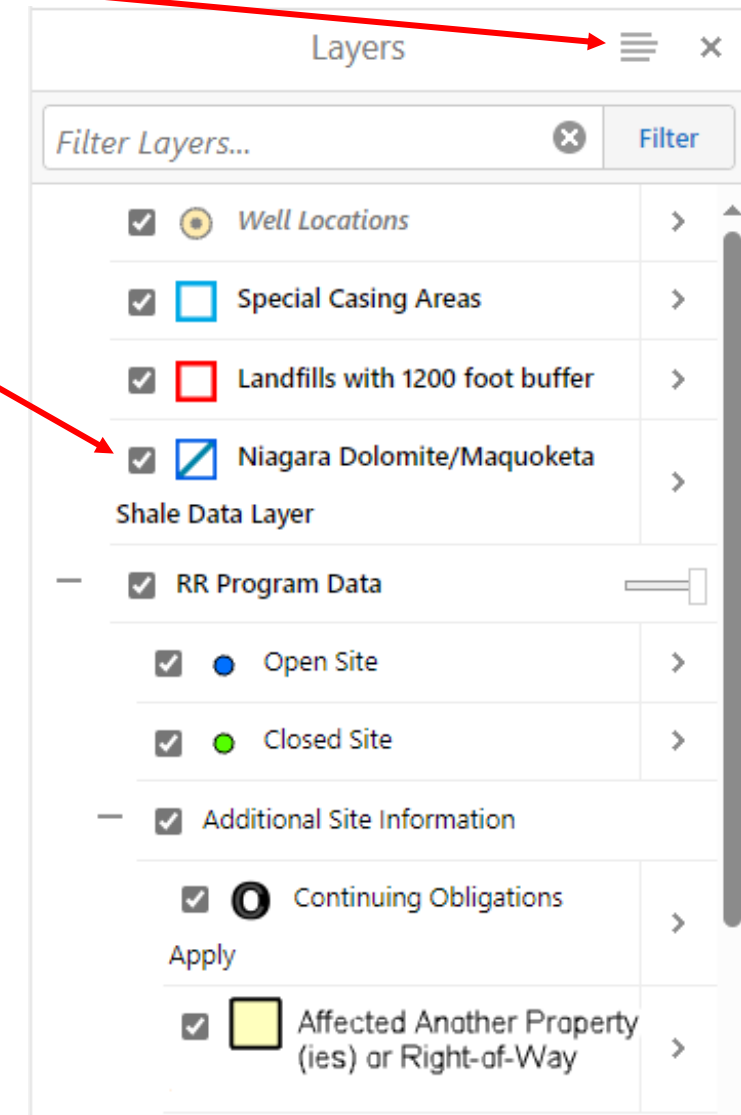 Layers
Filter Layers...
Filter
Well Locations
Special Casing Areas
Landfills with 1200 foot buffer
Niagara Dolomite/Maquoketa
Shale Data Layer
RR Program Data
Open Site
Closed Site
Additional Site Information
O Continuing Obligations
Apply
Affected Another Property
(ies) or Right-of-Way